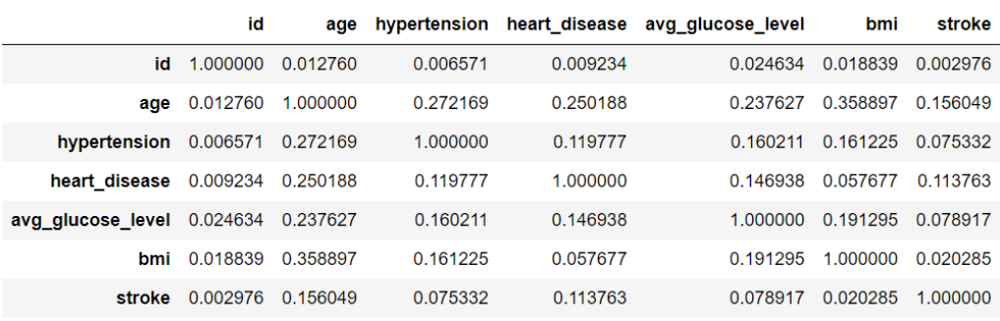 id age hypertension heart_disease avg_glucose_level bmi stroke
id 1.000000 0.012760 0.006571 0.009234 0.024634 0.018839 0.002976
age 0.012760 1.000000 0.272169 0.250188 0.237627 0.358897 0.156049
hypertension 0.006571 0.272169 1.000000 0.119777 0.160211 0.161225 0.075332
heart_disease 0.009234 0.250188 0.119777 1.000000 0.146938 0.057677 0.113763
avg_glucose_level 0.024634 0.237627 0.160211 0.146938 1.000000 0.191295 0.078917
bmi 0.018839 0.358897 0.161225 0.057677 0.191295 1.000000 0.020285
stroke 0.002976 0.156049 0.075332 0.113763 0.078917 0.020285 1.000000